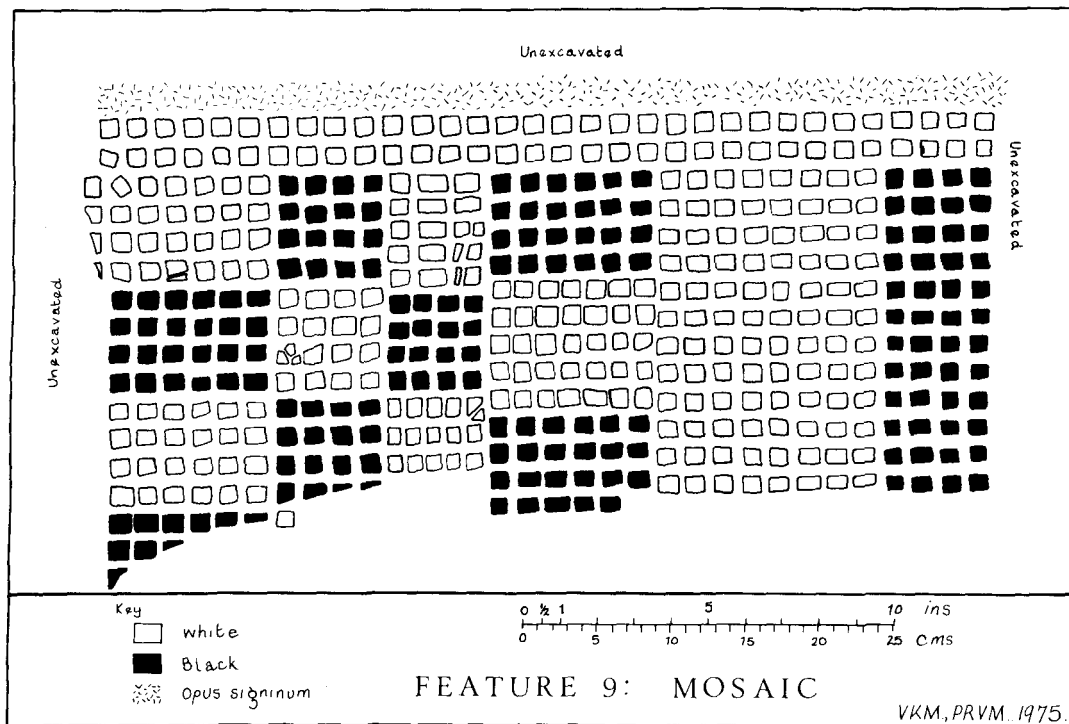 Unexcavated
Unexcavated
Unexcavated
Key
white
Black
Opus signinum
0 ½ 1 5 10 ins
0 5 10 15 20 25 cms
FEATURE 9: MOSAIC
VKM., PRVM. 1975.